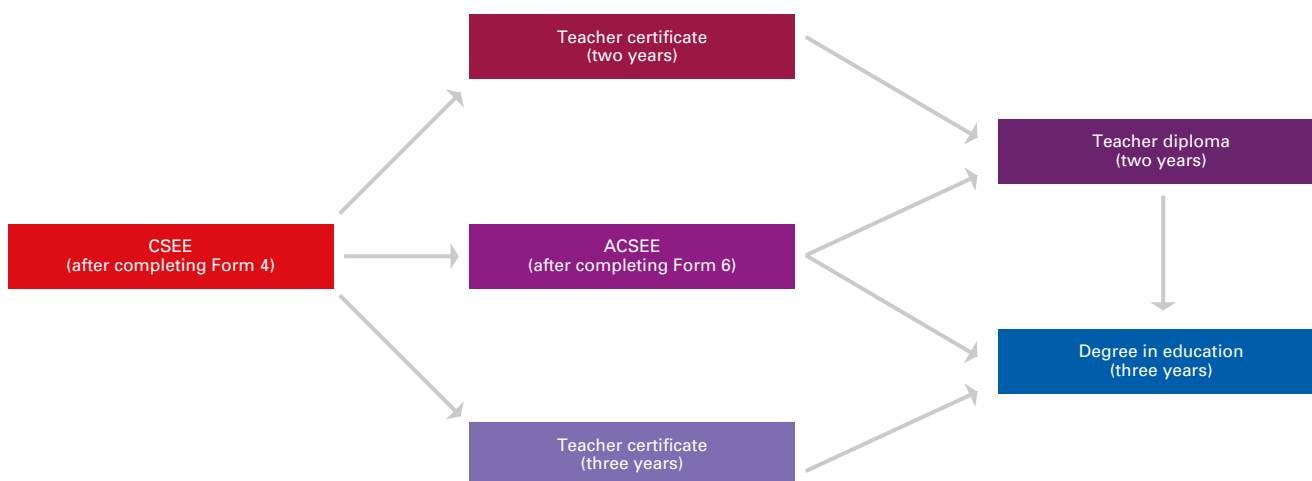 Teacher certificate
(two years)
Teacher diploma
(two years)
CSEE
(after completing Form 4)
ACSEE
(after completing Form 6)
Degree in education
(three years)
Teacher certificate
(three years)